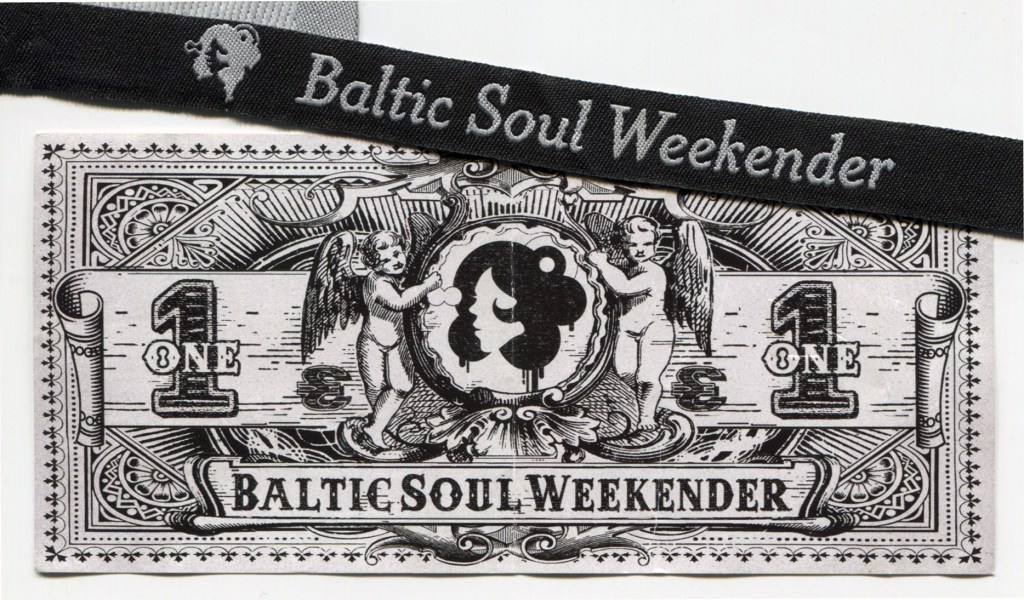 Baltic Soul Weekender
1 1
ONE ONE
BALTIC SOUL WEEKENDER